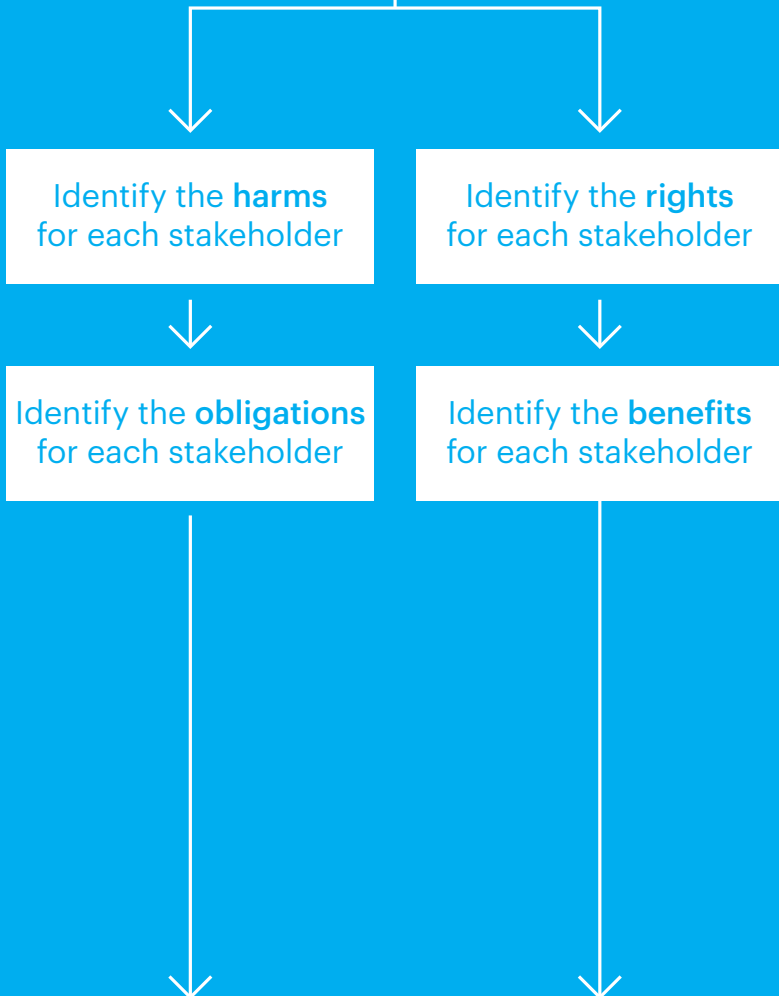 Identify the harms
for each stakeholder
Identify the rights
for each stakeholder
Identify the obligations
for each stakeholder
Identify the benefits
for each stakeholder